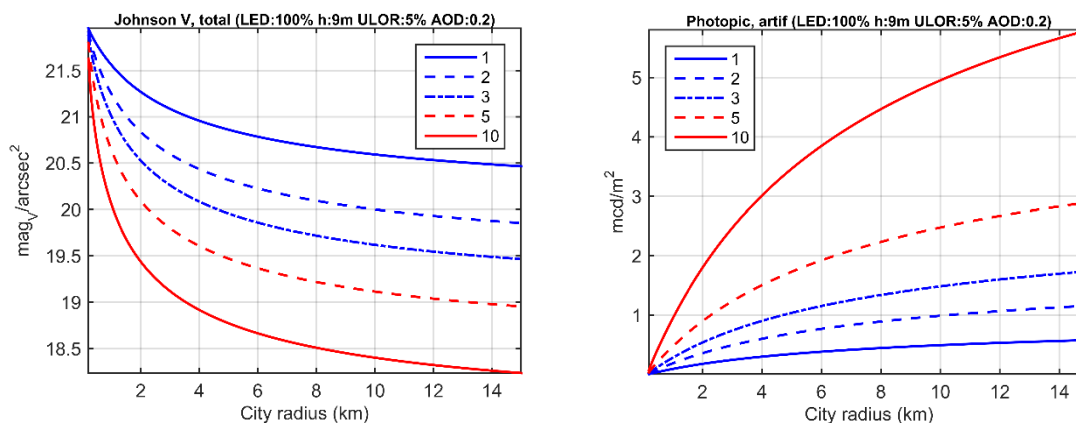 Johnson V, total (LED:100% h:9m ULOR:5% AOD:0.2)
mag_V/arcsec²
21.5
21
20.5
20
19.5
19
18.5
2 4 6 8 10 12 14
City radius (km)
1
2
3
5
10
Photopic, artif (LED:100% h:9m ULOR:5% AOD:0.2)
mcd/m²
5
4
3
2
1
2 4 6 8 10 12 14
City radius (km)
1
2
3
5
10